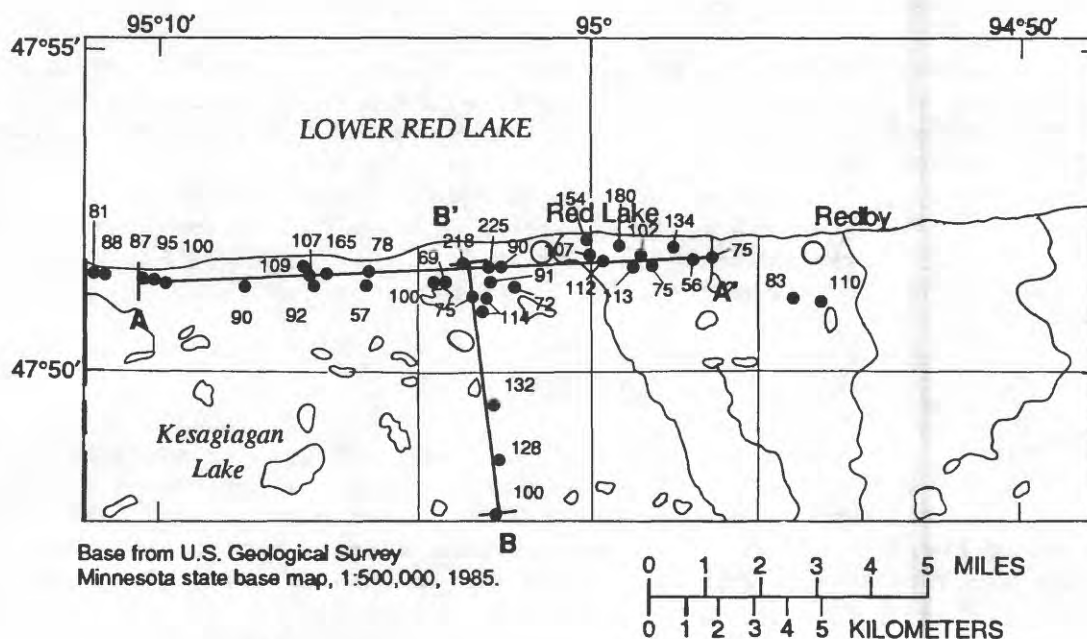 95°10′ 95° 94°50′
47°55′
LOWER RED LAKE
154 180
81 B' 225 Red Lake 134 Redby
88 87 95 100 107 165 78 218 90 107 102 75
109 69 91 83 110
A 100 112 113 75 56 A'
90 92 57 75 114 72
47°50′
132
Kesagiagan
Lake
128
100
B
Base from U.S. Geological Survey
Minnesota state base map, 1:500,000, 1985.
0 1 2 3 4 5 MILES
0 1 2 3 4 5 KILOMETERS